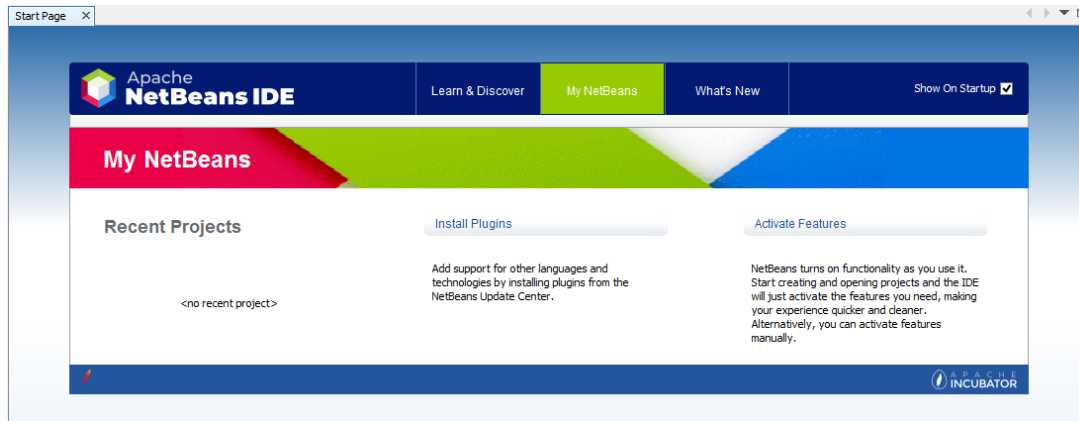 Start Page
Apache
NetBeans IDE
Learn & Discover
My NetBeans
What's New
Show On Startup
My NetBeans
Recent Projects
<no recent project>
Install Plugins
Add support for other languages and
technologies by installing plugins from the
NetBeans Update Center.
Activate Features
NetBeans turns on functionality as you use it.
Start creating and opening projects and the IDE
will just activate the features you need, making
your experience quicker and cleaner.
Alternatively, you can activate features
manually.
APACHE
INCUBATOR